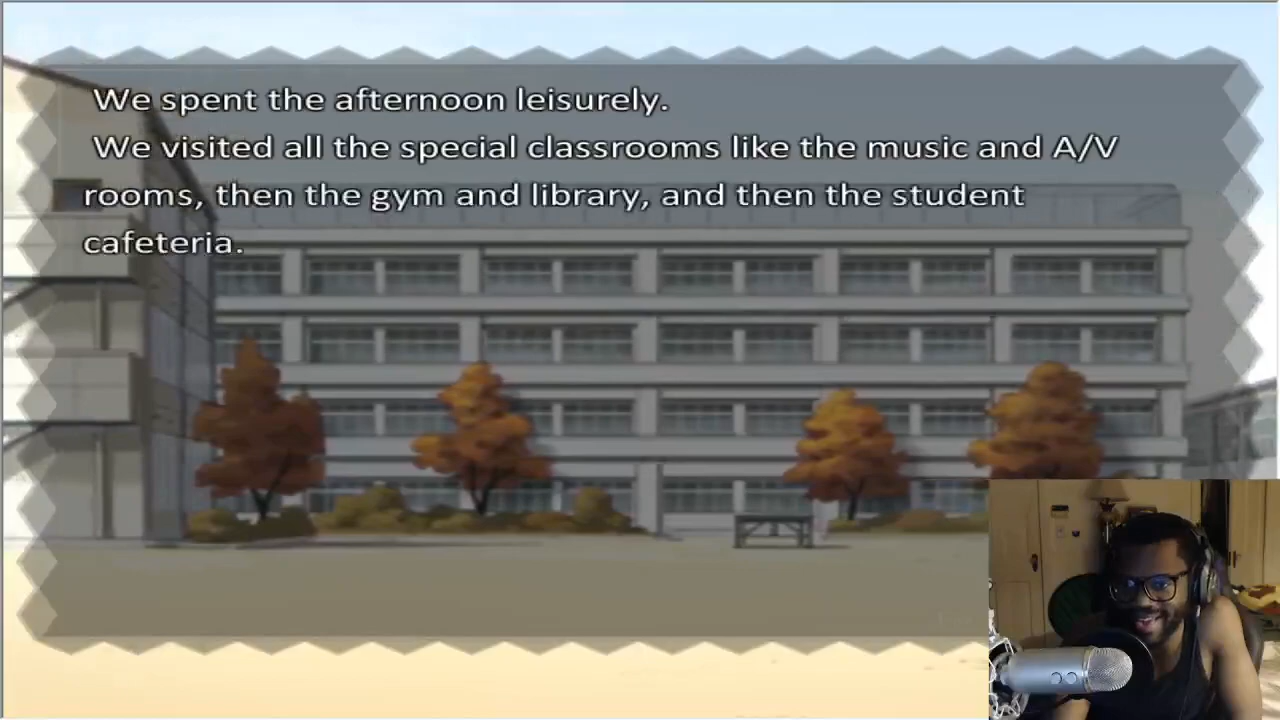 We spent the afternoon leisurely.
We visited all the special classrooms like the music and A/V
rooms, then the gym and library, and then the student
cafeteria.